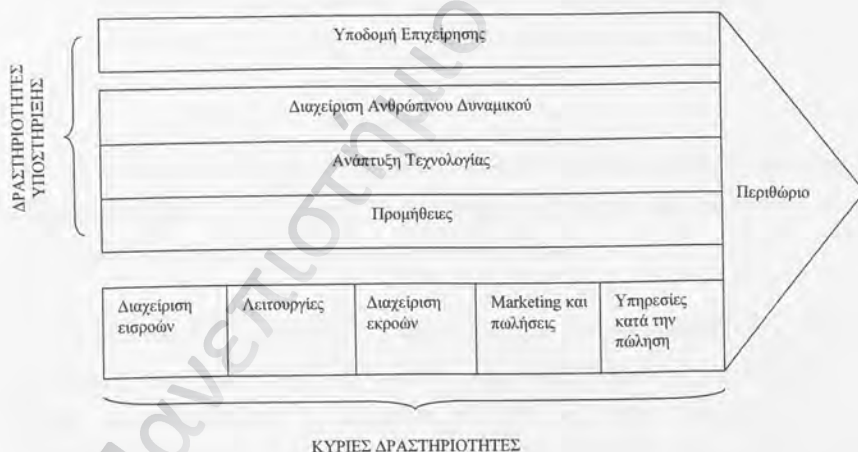 Υποδομή Επιχείρησης
ΔΡΑΣΤΗΡΙΟΤΗΤΕΣ
ΥΠΟΣΤΗΡΙΞΗΣ
Διαχείριση Ανθρώπινου Δυναμικού
Ανάπτυξη Τεχνολογίας
Προμήθειες
Περιθώριο
Διαχείριση
εισροών
Λειτουργίες
Διαχείριση
εκροών
Marketing και
πωλήσεις
Υπηρεσίες
κατά την
πώληση
ΚΥΡΙΕΣ ΔΡΑΣΤΗΡΙΟΤΗΤΕΣ
Πανεπιστήμιο